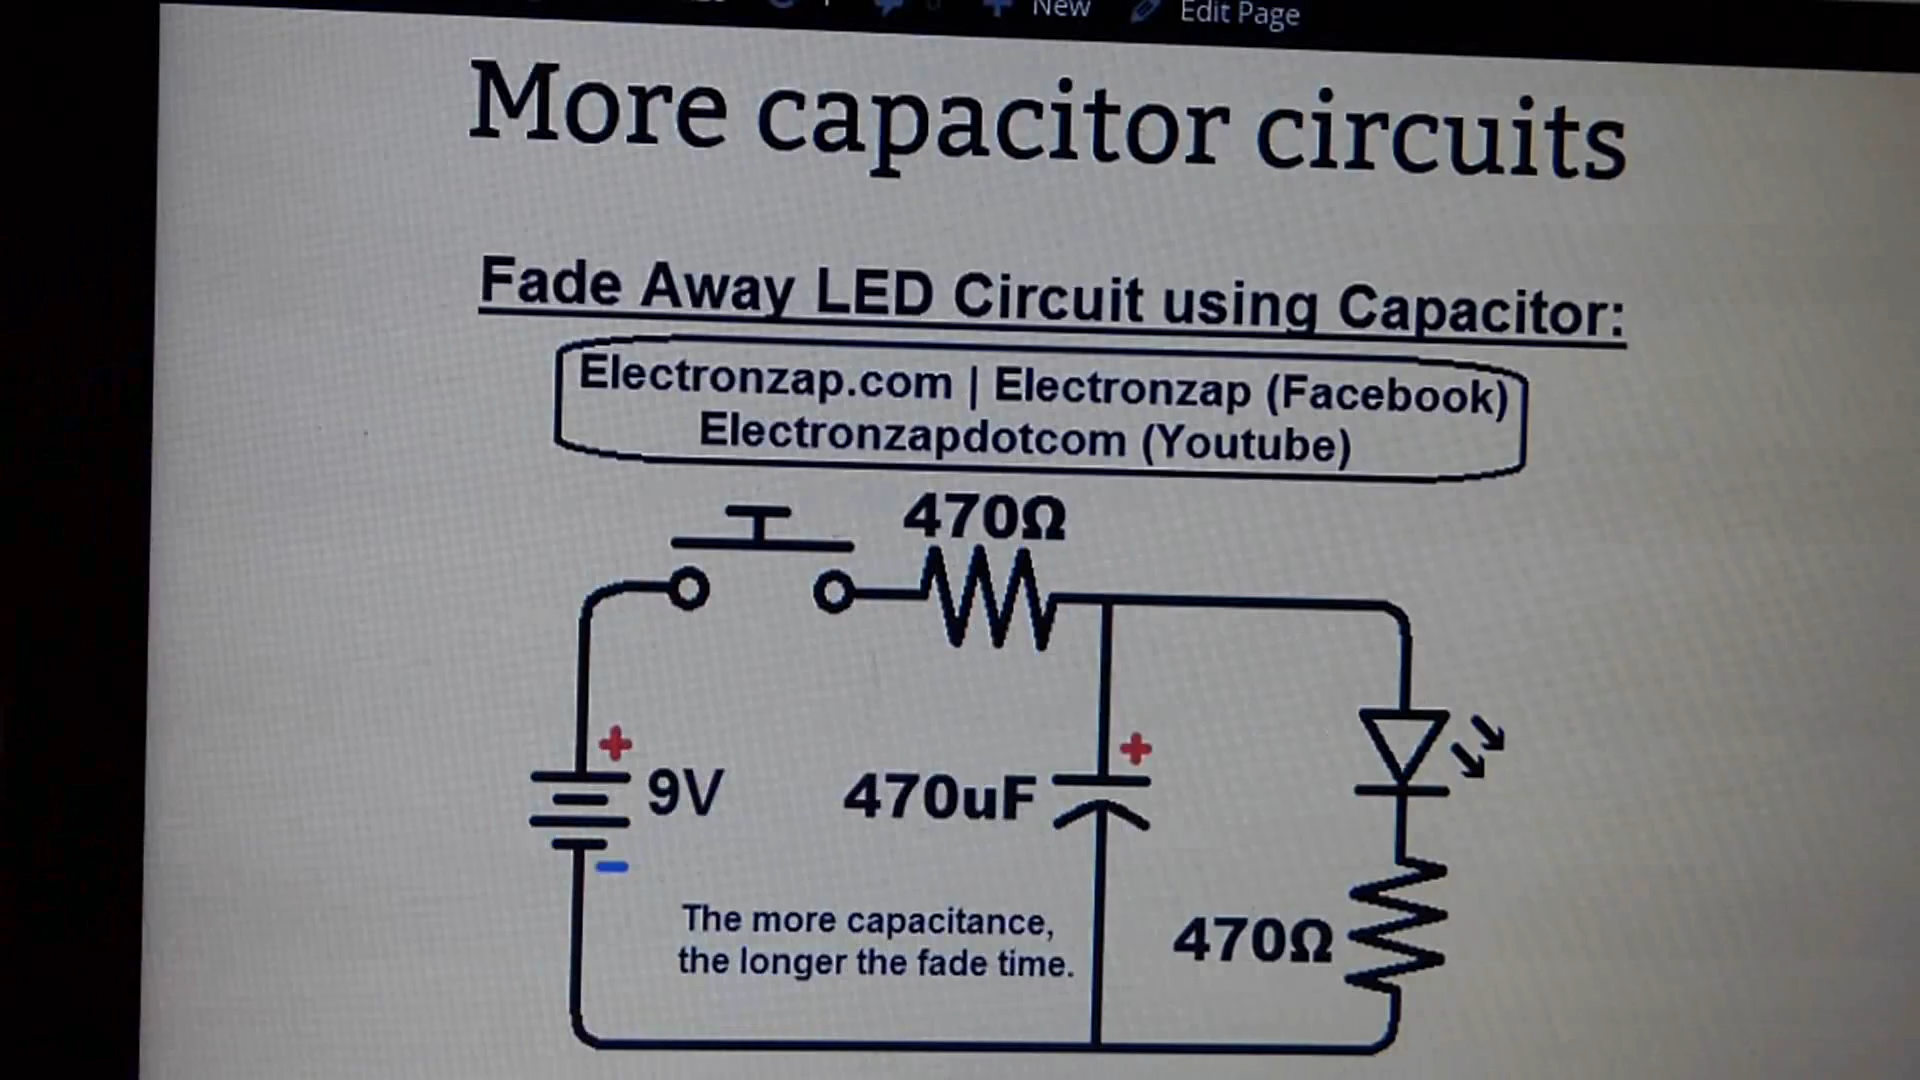 New Edit Page
More capacitor circuits
Fade Away LED Circuit using Capacitor:
Electronzap.com | Electronzap (Facebook)
Electronzapdotcom (Youtube)
470Ω
+
+
9V
470uF
-
The more capacitance,
the longer the fade time.
470Ω